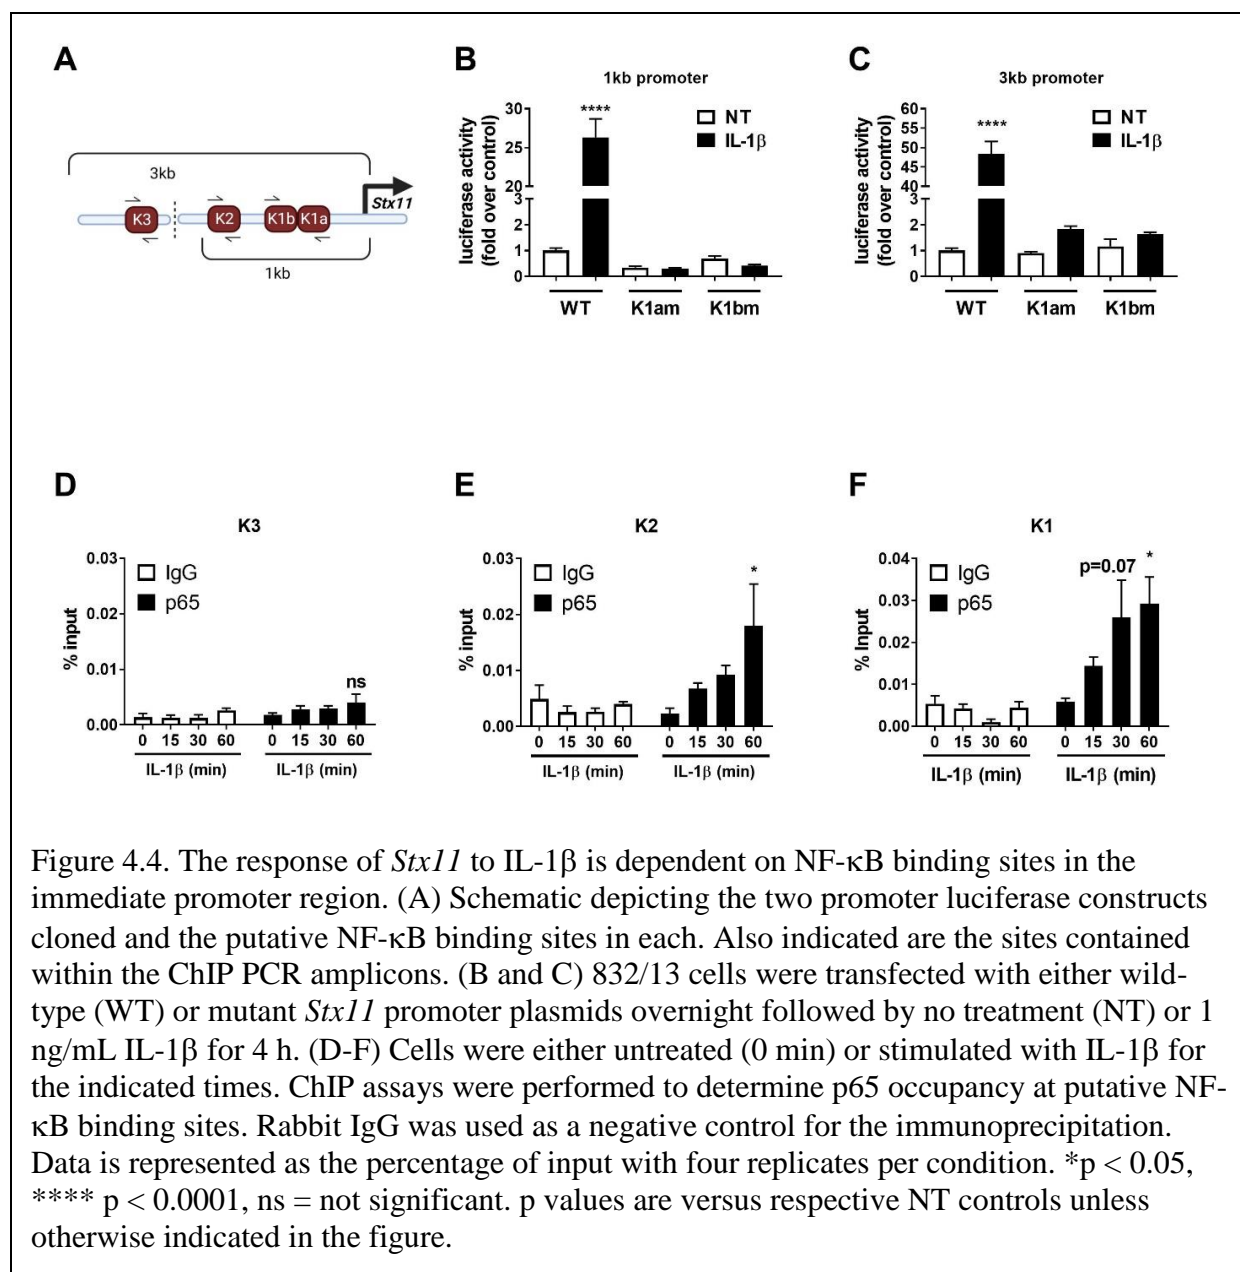 A
3kb
K3
K2
K1b
K1a
Stx11
1kb
B
1kb promoter
luciferase activity
(fold over control)
30
25
20
3
2
1
0
****
NT
IL-1β
WT
K1am
K1bm
C
3kb promoter
luciferase activity
(fold over control)
60
55
50
45
40
3
2
1
0
****
NT
IL-1β
WT
K1am
K1bm
D
K3
% input
0.03
0.02
0.01
0.00
IgG
p65
ns
0 15 30 60 0 15 30 60
IL-1β (min) IL-1β (min)
E
K2
% input
0.03
0.02
0.01
0.00
IgG
p65
*
0 15 30 60 0 15 30 60
IL-1β (min) IL-1β (min)
F
K1
% Input
0.04
0.03
0.02
0.01
0.00
IgG
p65
p=0.07 *
0 15 30 60 0 15 30 60
IL-1β (min) IL-1β (min)
Figure 4.4. The response of Stx11 to IL-1β is dependent on NF-κB binding sites in the
immediate promoter region. (A) Schematic depicting the two promoter luciferase constructs
cloned and the putative NF-κB binding sites in each. Also indicated are the sites contained
within the ChIP PCR amplicons. (B and C) 832/13 cells were transfected with either wild-
type (WT) or mutant Stx11 promoter plasmids overnight followed by no treatment (NT) or 1
ng/mL IL-1β for 4 h. (D-F) Cells were either untreated (0 min) or stimulated with IL-1β for
the indicated times. ChIP assays were performed to determine p65 occupancy at putative NF-
κB binding sites. Rabbit IgG was used as a negative control for the immunoprecipitation.
Data is represented as the percentage of input with four replicates per condition. *p < 0.05,
**** p < 0.0001, ns = not significant. p values are versus respective NT controls unless
otherwise indicated in the figure.